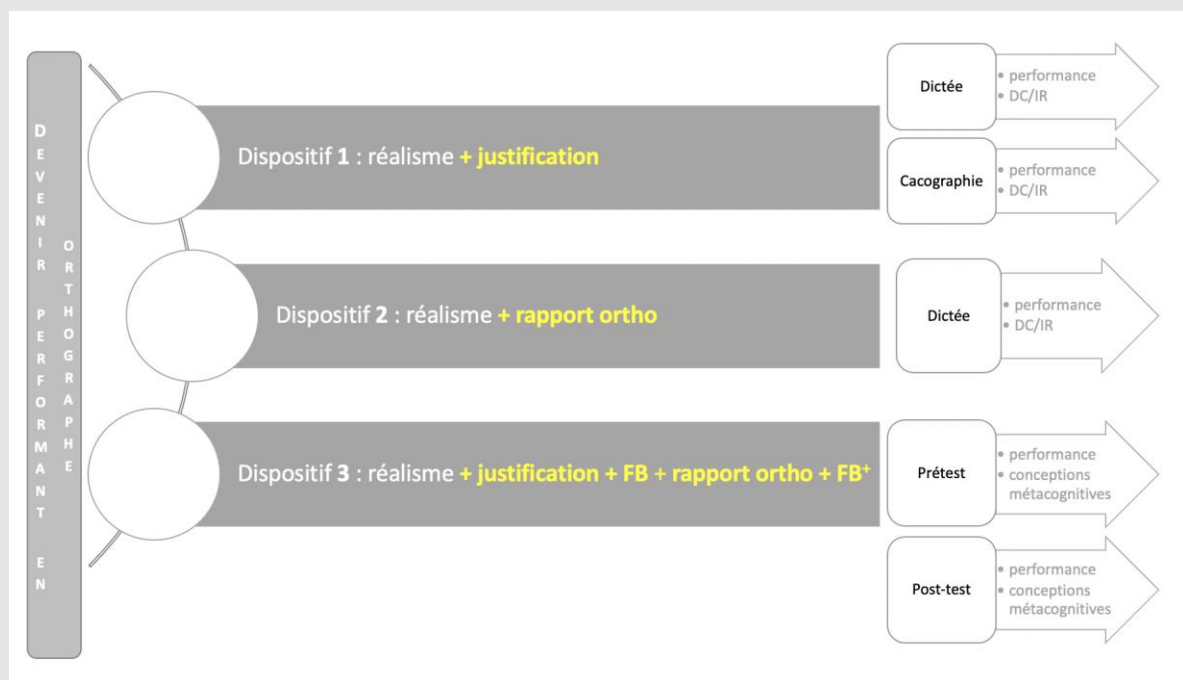 DEVENIR PERFORMANT EN
ORTHOGRAPHE
Dispositif 1 : réalisme + justification
Dictée
• performance
• DC/IR
Cacographie
• performance
• DC/IR
Dispositif 2 : réalisme + rapport ortho
Dictée
• performance
• DC/IR
Dispositif 3 : réalisme + justification + FB + rapport ortho + FB⁺
Prétest
• performance
• conceptions
métacognitives
Post-test
• performance
• conceptions
métacognitives